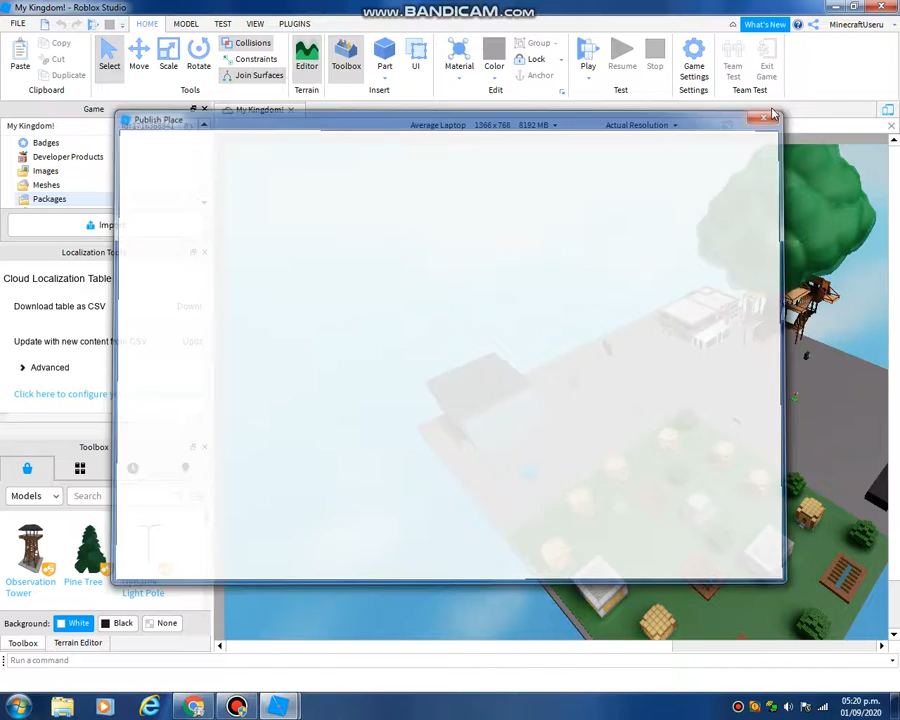 My Kingdom! - Roblox Studio
www.BANDICAM.com
FILE
HOME
MODEL
TEST
VIEW
PLUGINS
What's New
MinecraftUseru
Paste
Copy
Cut
Duplicate
Select
Move
Scale
Rotate
Collisions
Constraints
Join Surfaces
Editor
Toolbox
Part
UI
Material
Color
Group
Lock
Anchor
Play
Resume
Stop
Game
Settings
Team
Test
Exit
Game
Clipboard
Tools
Terrain
Insert
Edit
Test
Settings
Team Test
Game
My Kingdom!
Publish Place
Average Laptop 1366 x 768 8192 MB
Actual Resolution
My Kingdom!
Badges
Developer Products
Images
Meshes
Packages
Impo
Localization Too
Cloud Localization Table
Download table as CSV
Update with new content from CSV
Advanced
Click here to configure y
Toolbox
Models
Search
Observation
Tower
Pine Tree
Light Pole
Background:
White
Black
None
Toolbox
Terrain Editor
Run a command
05:20 p.m.
01/09/2020